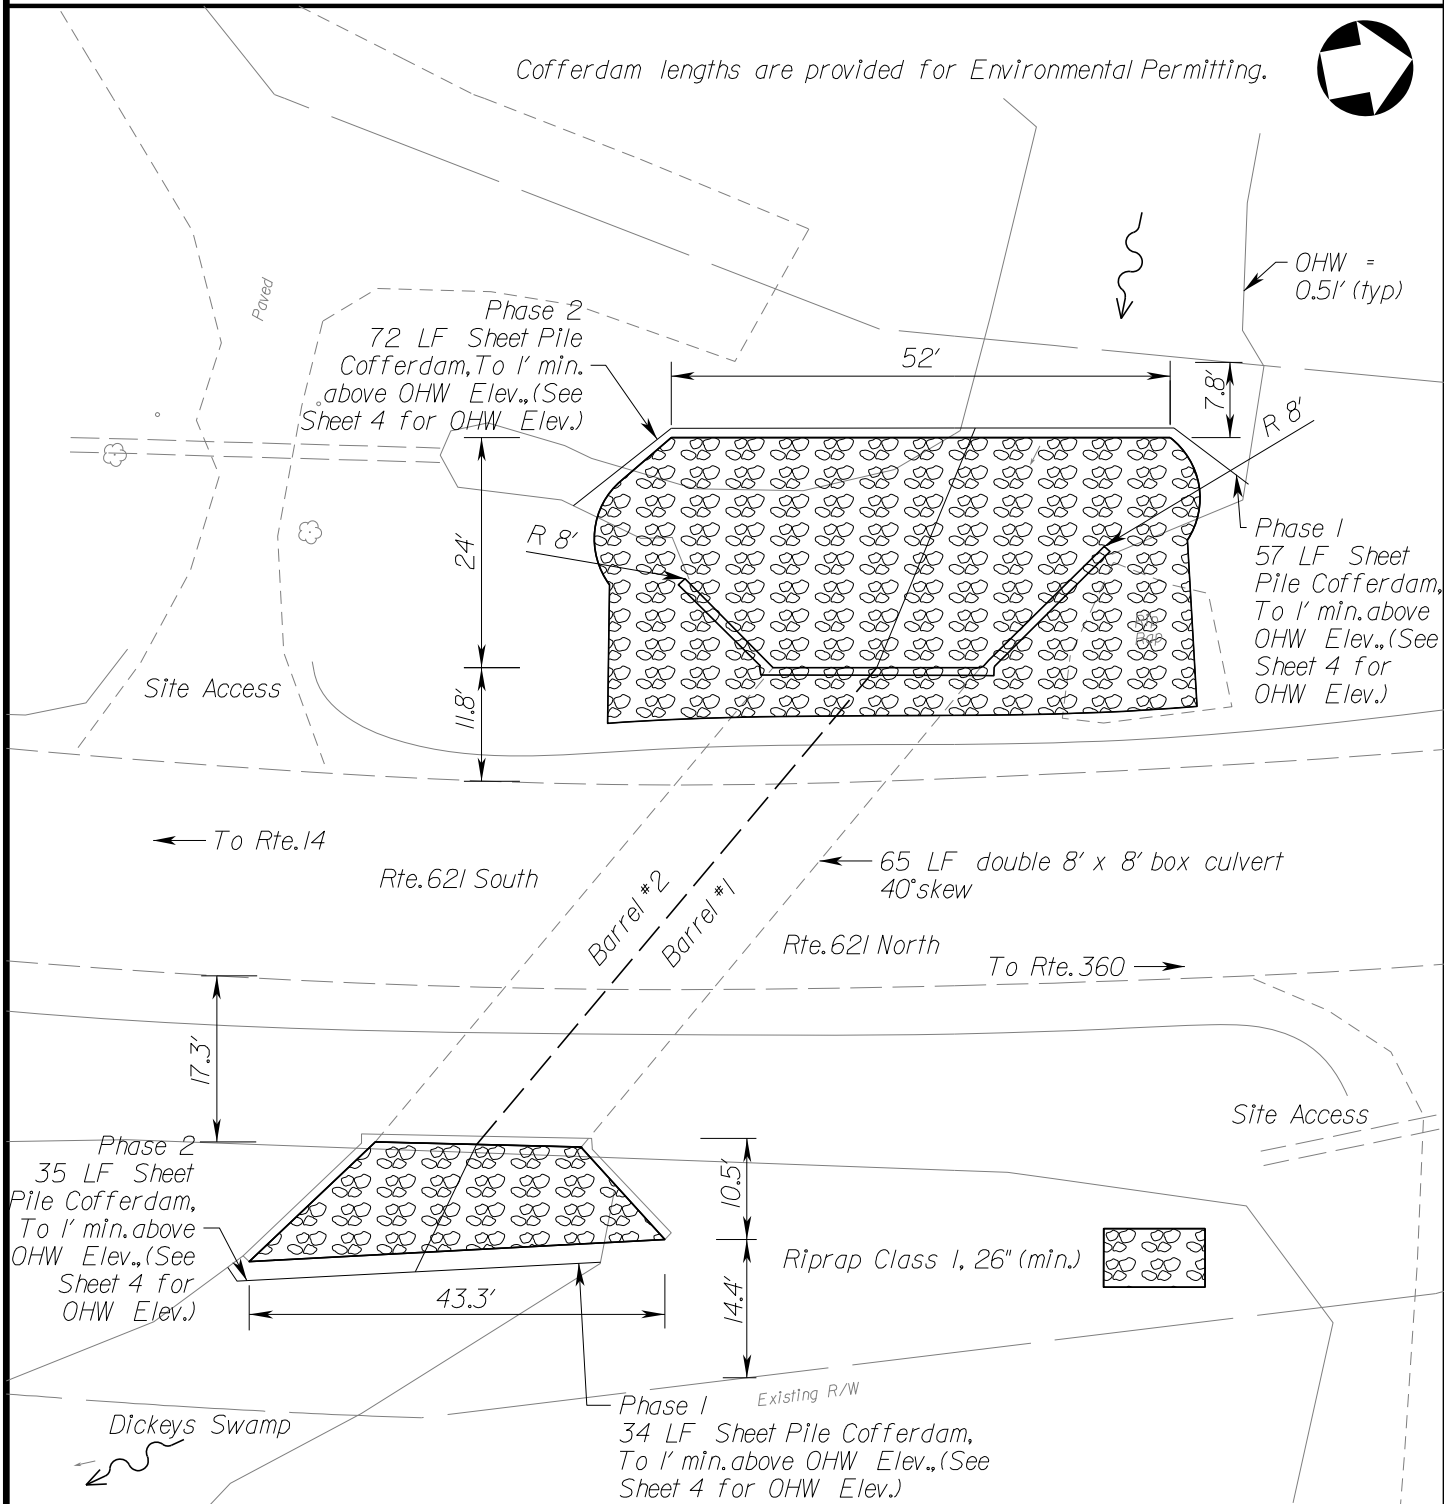 Cofferdam lengths are provided for Environmental Permitting.
OHW =
0.51' (typ)
Paved
Phase 2
72 LF Sheet Pile
Cofferdam, To 1' min.
above OHW Elev., (See
Sheet 4 for OHW Elev.)
52'
7.8'
R 8'
R 8'
24'
11.8'
Phase 1
57 LF Sheet
Pile Cofferdam,
To 1' min. above
OHW Elev., (See
Sheet 4 for
OHW Elev.)
Rip
Rap
Site Access
To Rte. 14
Rte. 621 South
65 LF double 8' x 8' box culvert
40° skew
Barrel #2
Barrel #1
Rte. 621 North
To Rte. 360
17.3'
Site Access
Phase 2
35 LF Sheet
Pile Cofferdam,
To 1' min. above
OHW Elev., (See
Sheet 4 for
OHW Elev.)
10.5'
14.4'
43.3'
Riprap Class 1, 26" (min.)
Existing R/W
Dickeys Swamp
Phase 1
34 LF Sheet Pile Cofferdam,
To 1' min. above OHW Elev., (See
Sheet 4 for OHW Elev.)